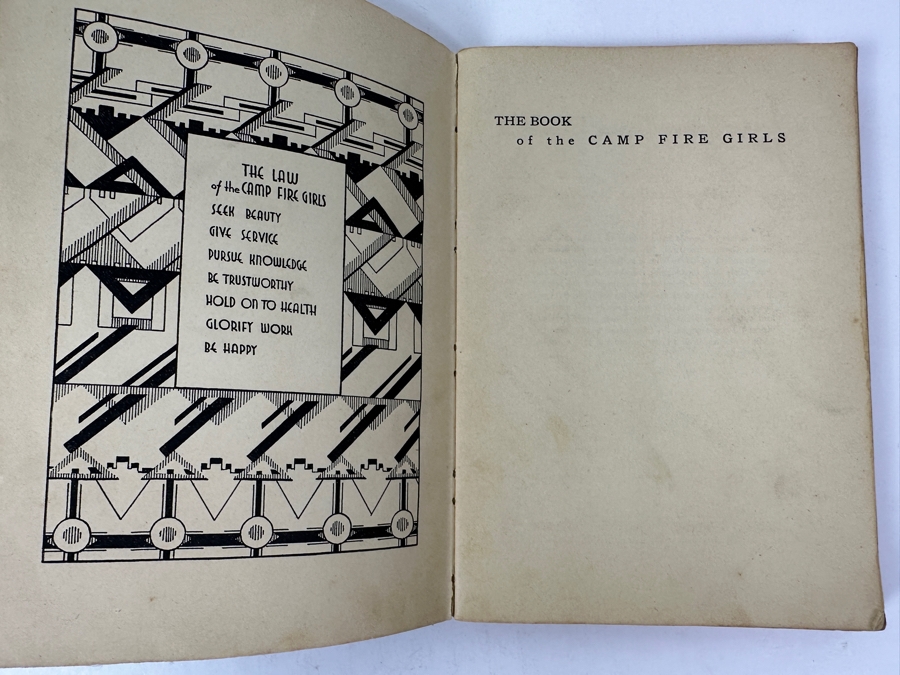 THE LAW
of the CAMP FIRE GIRLS
SEEK BEAUTY
GIVE SERVICE
PURSUE KNOWLEDGE
BE TRUSTWORTHY
HOLD ON TO HEALTH
GLORIFY WORK
BE HAPPY
THE BOOK
of the CAMP FIRE GIRLS